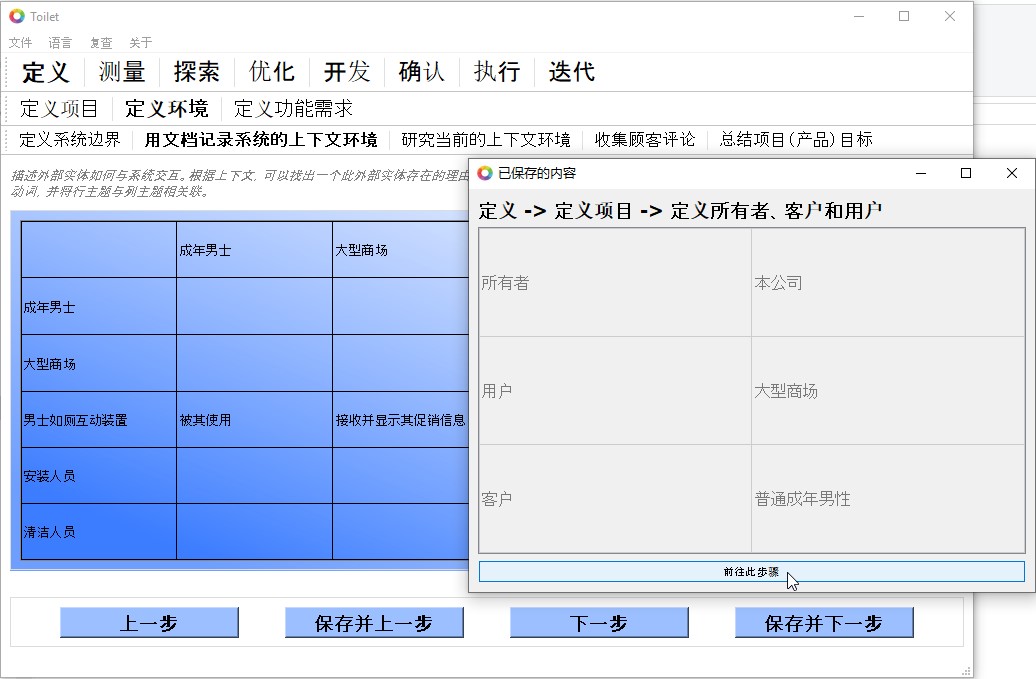 Toilet
文件 语言 复查 关于
定义 测量 探索 优化 开发 确认 执行 迭代
定义项目 定义环境 定义功能需求
定义系统边界 用文档记录系统的上下文环境 研究当前的上下文环境 收集顾客评论 总结项目(产品)目标
描述外部实体如何与系统交互。根据上下文, 可以找出一个此外部实体存在的理由
动词, 并将行主题与列主题相关联。
成年男士 大型商场
成年男士
大型商场
男士如厕互动装置 被其使用 接收并显示其促销信息
安装人员
清洁人员
上一步 保存并上一步 下一步 保存并下一步
已保存的内容
定义 -> 定义项目 -> 定义所有者、客户和用户
所有者 本公司
用户 大型商场
客户 普通成年男性
前往此步骤